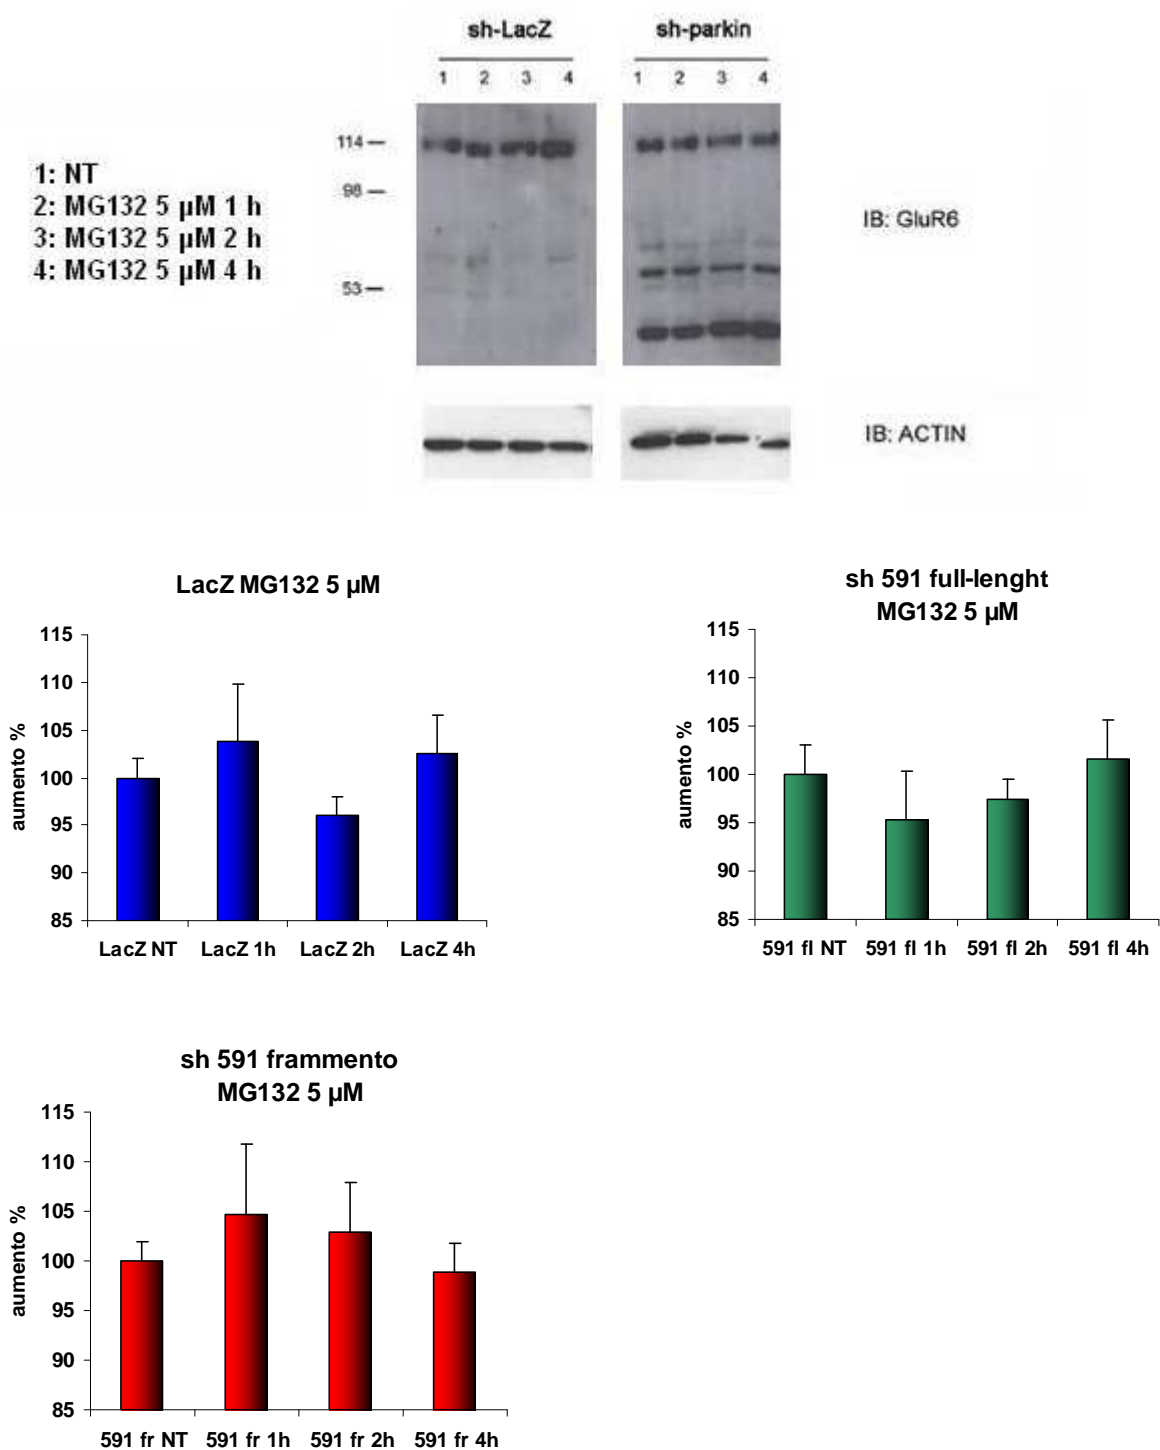 sh-LacZ sh-parkin
1 2 3 4 1 2 3 4
114
98
53
1: NT
2: MG132 5 µM 1 h
3: MG132 5 µM 2 h
4: MG132 5 µM 4 h
IB: GluR6
IB: ACTIN
LacZ MG132 5 µM
aumento %
115
110
105
100
95
90
85
LacZ NT LacZ 1h LacZ 2h LacZ 4h
sh 591 full-lenght
MG132 5 µM
aumento %
115
110
105
100
95
90
85
591 fl NT 591 fl 1h 591 fl 2h 591 fl 4h
sh 591 frammento
MG132 5 µM
aumento %
115
110
105
100
95
90
85
591 fr NT 591 fr 1h 591 fr 2h 591 fr 4h